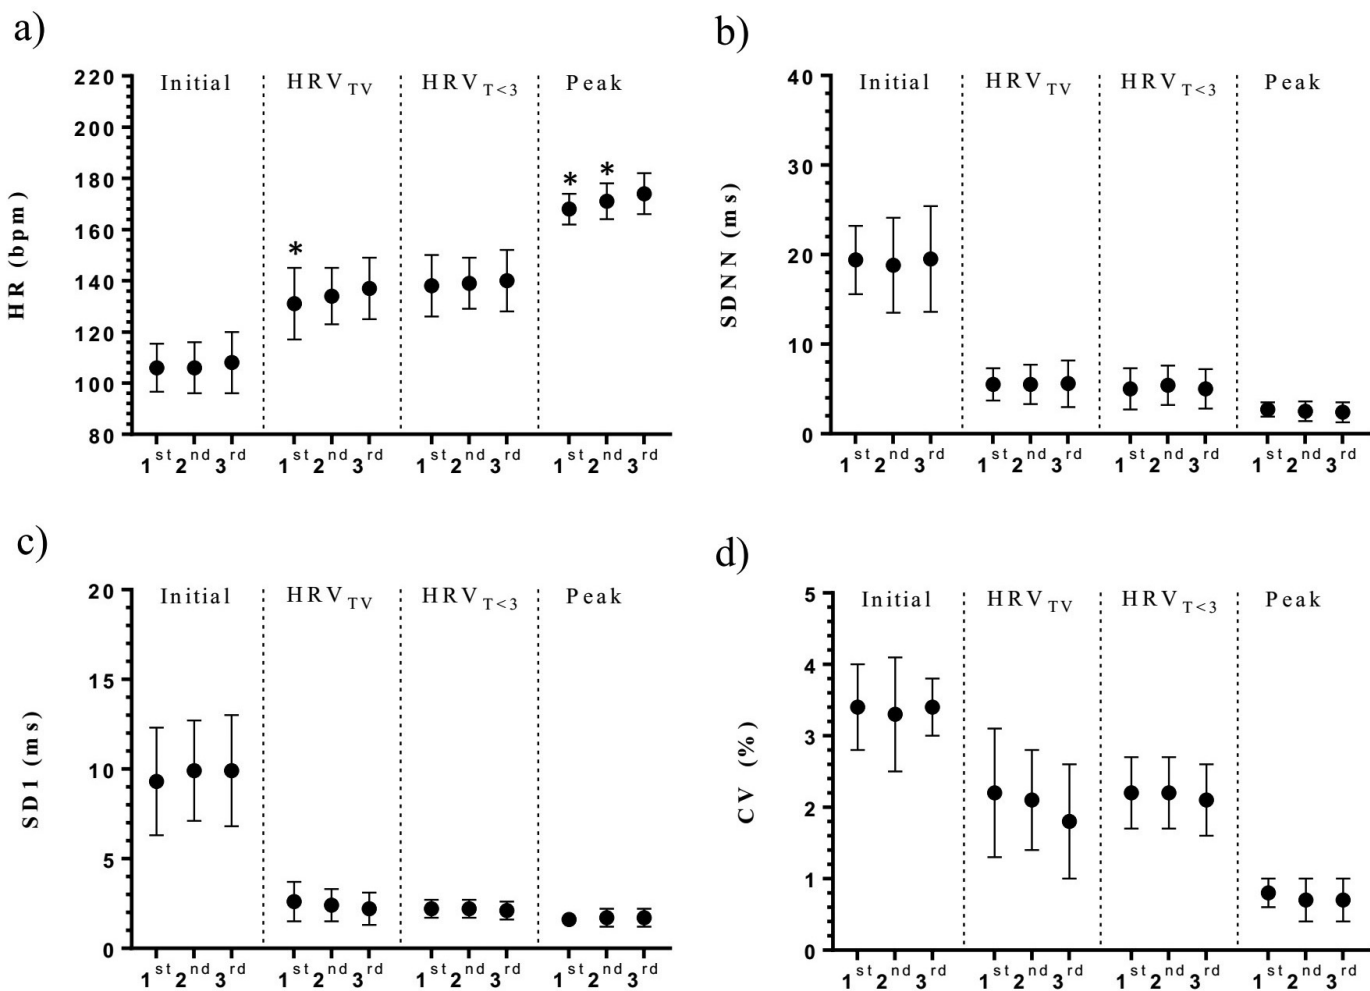 a)
HR (bpm)
220
200
180
160
140
120
100
80
Initial HRV TV HRV T<3 Peak
*
* *
1st 2nd 3rd 1st 2nd 3rd 1st 2nd 3rd 1st 2nd 3rd
b)
SDNN (ms)
40
30
20
10
0
Initial HRV TV HRV T<3 Peak
1st 2nd 3rd 1st 2nd 3rd 1st 2nd 3rd 1st 2nd 3rd
c)
SD1 (ms)
20
15
10
5
0
Initial HRV TV HRV T<3 Peak
1st 2nd 3rd 1st 2nd 3rd 1st 2nd 3rd 1st 2nd 3rd
d)
CV (%)
5
4
3
2
1
0
Initial HRV TV HRV T<3 Peak
1st 2nd 3rd 1st 2nd 3rd 1st 2nd 3rd 1st 2nd 3rd